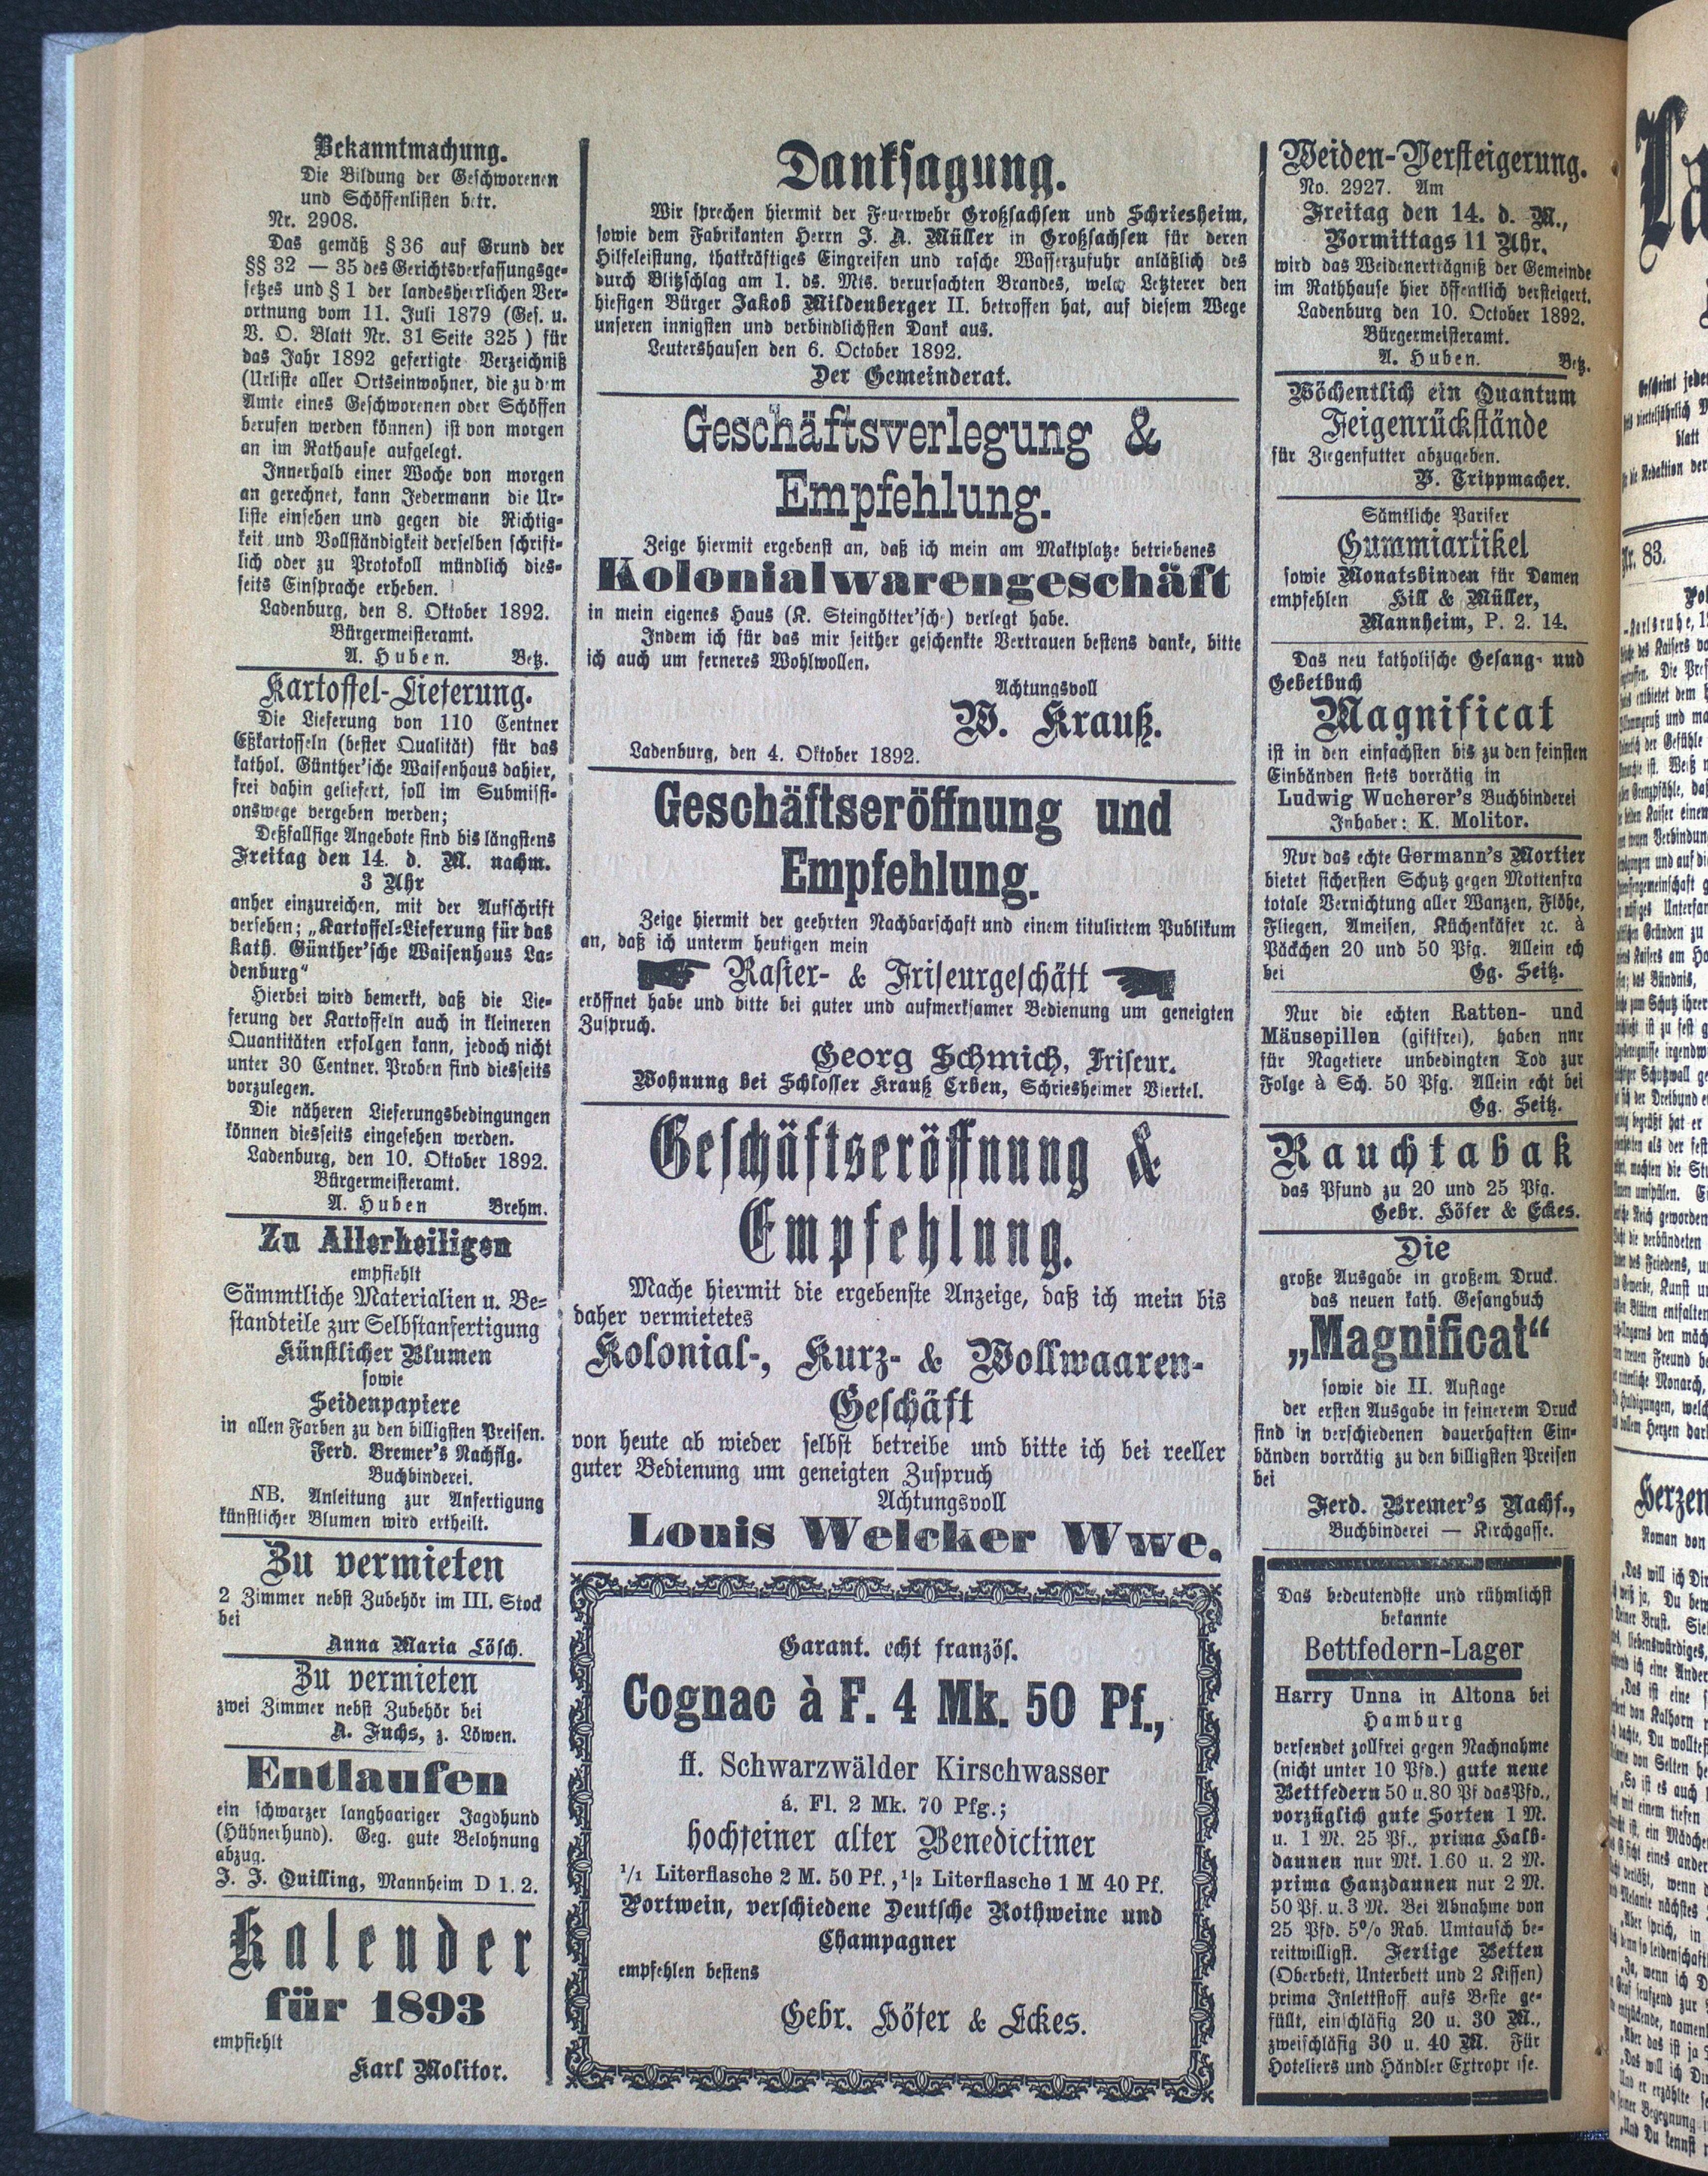 Bekanntmachung.
Die Bildung der Geschworenen
und Schöffenlisten betr.
Nr. 2908.
Das gemäß § 36 auf Grund der
§§ 32 — 35 des Gerichtsverfassungsge-
setzes und § 1 der landesherrlichen Ver-
ortnung vom 11. Juli 1879 (Ges. u.
V. O. Blatt Nr. 31 Seite 325 ) für
das Jahr 1892 gefertigte Verzeichniß
(Urliste aller Ortseinwohner, die zu dem
Amte eines Geschworenen oder Schöffen
berufen werden können) ist von morgen
an im Rathause aufgelegt.
Innerhalb einer Woche von morgen
an gerechnet, kann Jedermann die Ur-
liste einsehen und gegen die Richtig-
keit und Vollständigkeit derselben schrift-
lich oder zu Protokoll mündlich dies-
seits Einsprache erheben.
Ladenburg, den 8. Oktober 1892.
Bürgermeisteramt.
A. Huben. Betz.
Kartoffel-Lieferung.
Die Lieferung von 110 Centner
Eßkartoffeln (bester Qualität) für das
kathol. Günther'sche Waisenhaus dahier,
frei dahin geliefert, soll im Submissi-
onswege vergeben werden;
Deßfallsige Angebote sind bis längstens
Freitag den 14. d. M. nachm.
3 Uhr
anher einzureichen, mit der Aufschrift
versehen; „Kartoffel-Lieferung für das
kath. Günther'sche Waisenhaus La-
denburg“
Hierbei wird bemerkt, daß die Lie-
ferung der Kartoffeln auch in kleineren
Quantitäten erfolgen kann, jedoch nicht
unter 30 Centner. Proben sind diesseits
vorzulegen.
Die näheren Lieferungsbedingungen
können diesseits eingesehen werden.
Ladenburg, den 10. Oktober 1892.
Bürgermeisteramt.
A. Huben Brehm.
Zu Allerheiligen
empfiehlt
Sämmtliche Materialien u. Be-
standteile zur Selbstanfertigung
Künstlicher Blumen
sowie
Seidenpapiere
in allen Farben zu den billigsten Preisen.
Ferd. Bremer's Nachflg.
Buchbinderei.
NB. Anleitung zur Anfertigung
künstlicher Blumen wird ertheilt.
Zu vermieten
2 Zimmer nebst Zubehör im III. Stock
bei
Anna Maria Lösch.
Zu vermieten
zwei Zimmer nebst Zubehör bei
A. Fuchs, z. Löwen.
Entlaufen
ein schwarzer langhaariger Jagdhund
(Hühnerhund). Geg. gute Belohnung
abzug.
J. J. Quilling, Mannheim D 1. 2.
Kalender
für 1893
empfiehlt
Karl Molitor.
Danksagung.
Wir sprechen hiermit der Feuerwehr Großsachsen und Schriesheim,
sowie dem Fabrikanten Herrn J. A. Müller in Großsachsen für deren
Hilfeleistung, thatkräftiges Eingreifen und rasche Wasserzufuhr anläßlich des
durch Blitzschlag am 1. ds. Mts. verursachten Brandes, welch Letzterer den
hiesigen Bürger Jakob Mildenberger II. betroffen hat, auf diesem Wege
unseren innigsten und verbindlichsten Dank aus.
Leutershausen den 6. October 1892.
Der Gemeinderat.
Geschäftsverlegung &
Empfehlung.
Zeige hiermit ergebenst an, daß ich mein am Maktplatze betriebenes
Kolonialwarengeschäft
in mein eigenes Haus (K. Steingötter'sche) verlegt habe.
Indem ich für das mir seither geschenkte Vertrauen bestens danke, bitte
ich auch um ferneres Wohlwollen.
Achtungsvoll
W. Krauß.
Ladenburg, den 4. Oktober 1892.
Geschäftseröffnung und
Empfehlung.
Zeige hiermit der geehrten Nachbarschaft und einem titulirtem Publikum
an, daß ich unterm heutigen mein
Rasier- & Friseurgeschäft
eröffnet habe und bitte bei guter und aufmerksamer Bedienung um geneigten
Zuspruch.
Georg Schmich, Friseur.
Wohnung bei Schlosser Krauß Erben, Schriesheimer Viertel.
Geschäftseröffnung &
Empfehlung.
Mache hiermit die ergebenste Anzeige, daß ich mein bis
daher vermietetes
Kolonial-, Kurz- & Wollwaaren-
Geschäft
von heute ab wieder selbst betreibe und bitte ich bei reeller
guter Bedienung um geneigten Zuspruch
Achtungsvoll
Louis Welcker Wwe.
Garant. echt französ.
Cognac à F. 4 Mk. 50 Pf.,
ff. Schwarzwälder Kirschwasser
á. Fl. 2 Mk. 70 Pfg.;
hochfeiner alter Benedictiner
1/1 Literflasche 2 M. 50 Pf., 1/2 Literflasche 1 M 40 Pf.
Portwein, verschiedene Deutsche Rothweine und
Champagner
empfehlen bestens
Gebr. Höfer & Eckes.
Weiden-Versteigerung.
No. 2927. Am
Freitag den 14. d. M.,
Vormittags 11 Uhr.
wird das Weidenerträgniß der Gemeinde
im Rathhause hier öffentlich versteigert.
Ladenburg den 10. October 1892.
Bürgermeisteramt.
A. Huben. Betz.
Wöchentlich ein Quantum
Feigenrückstände
für Ziegenfutter abzugeben.
B. Trippmacher.
Sämtliche Pariser
Gummiartikel
sowie Monatsbinden für Damen
empfehlen Hill & Müller,
Mannheim, P. 2. 14.
Das neu katholische Gesang- und
Gebetbuch
Magnificat
ist in den einfachsten bis zu den feinsten
Einbänden stets vorrätig in
Ludwig Wucherer's Buchbinderei
Inhaber: K. Molitor.
Nur das echte Germann's Mortier
bietet sichersten Schutz gegen Mottenfra
totale Vernichtung aller Wanzen, Flöhe,
Fliegen, Ameisen, Küchenkäfer ꝛc. à
Päckchen 20 und 50 Pfg. Allein ech
bei Gg. Seitz.
Nur die echten Ratten- und
Mäusepillen (giftfrei), haben nnr
für Nagetiere unbedingten Tod zur
Folge à Sch. 50 Pfg. Allein echt bei
Gg. Seitz.
Rauchtabak
das Pfund zu 20 und 25 Pfg.
Gebr. Höfer & Eckes.
Die
große Ausgabe in großem Druck.
das neuen kath. Gesangbuch
„Magnificat“
sowie die II. Auflage
der ersten Ausgabe in feinerem Druck
sind in verschiedenen dauerhaften Ein-
bänden vorrätig zu den billigsten Preisen
bei
Ferd. Bremer's Nachf.,
Buchbinderei — Kirchgasse.
Das bedeutendste und rühmlichst
bekannte
Bettfedern-Lager
Harry Unna in Altona bei
Hamburg
versendet zollfrei gegen Nachnahme
(nicht unter 10 Pfd.) gute neue
Bettfedern 50 u. 80 Pf das Pfd.,
vorzüglich gute Sorten 1 M.
u. 1 M. 25 Pf., prima Halb-
daunen nur Mk. 1.60 u. 2 M.
prima Ganzdaunen nur 2 M.
50 Pf. u. 3 M. Bei Abnahme von
25 Pfd. 5% Rab. Umtausch be-
reitwilligst. Fertige Betten
(Oberbett, Unterbett und 2 Kissen)
prima Inlettstoff aufs Beste ge-
füllt, einschläfig 20 u. 30 M.,
zweischläfig 30 u. 40 M. Für
Hoteliers und Händler Extrapreise.
Nr. 83.